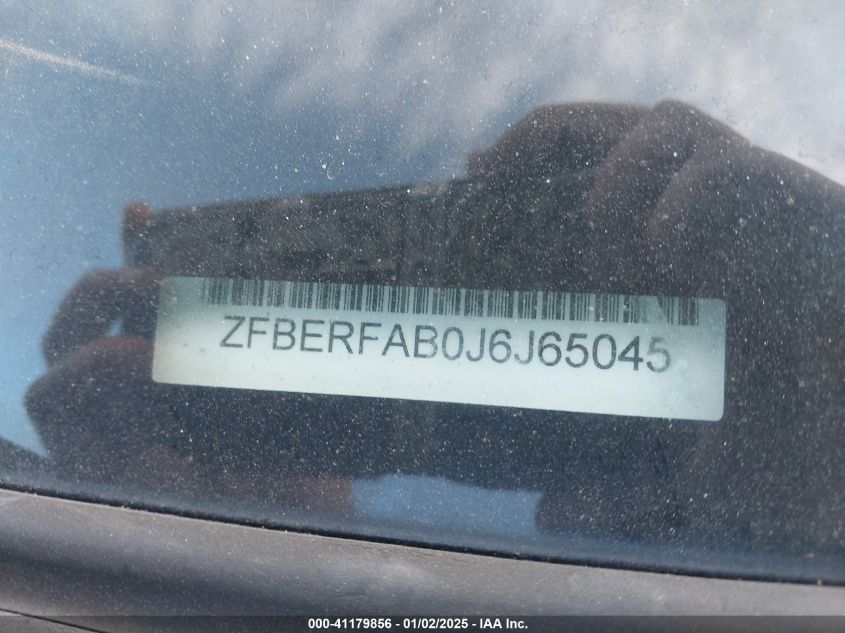 ZFBERFAB0J6J65045
000-41179856 - 01/02/2025 - IAA Inc.